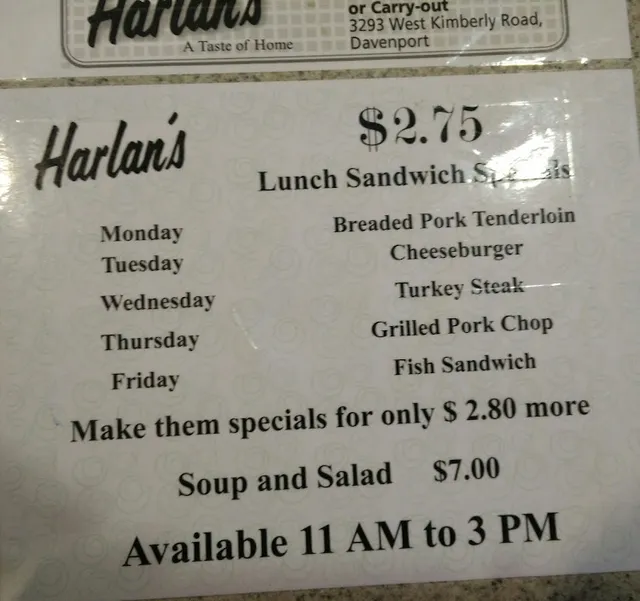 Harlan's
A Taste of Home
or Carry-out
3293 West Kimberly Road,
Davenport
Harlan's
$2.75
Lunch Sandwich Specials
Monday Breaded Pork Tenderloin
Tuesday Cheeseburger
Wednesday Turkey Steak
Thursday Grilled Pork Chop
Friday Fish Sandwich
Make them specials for only $ 2.80 more
Soup and Salad $7.00
Available 11 AM to 3 PM